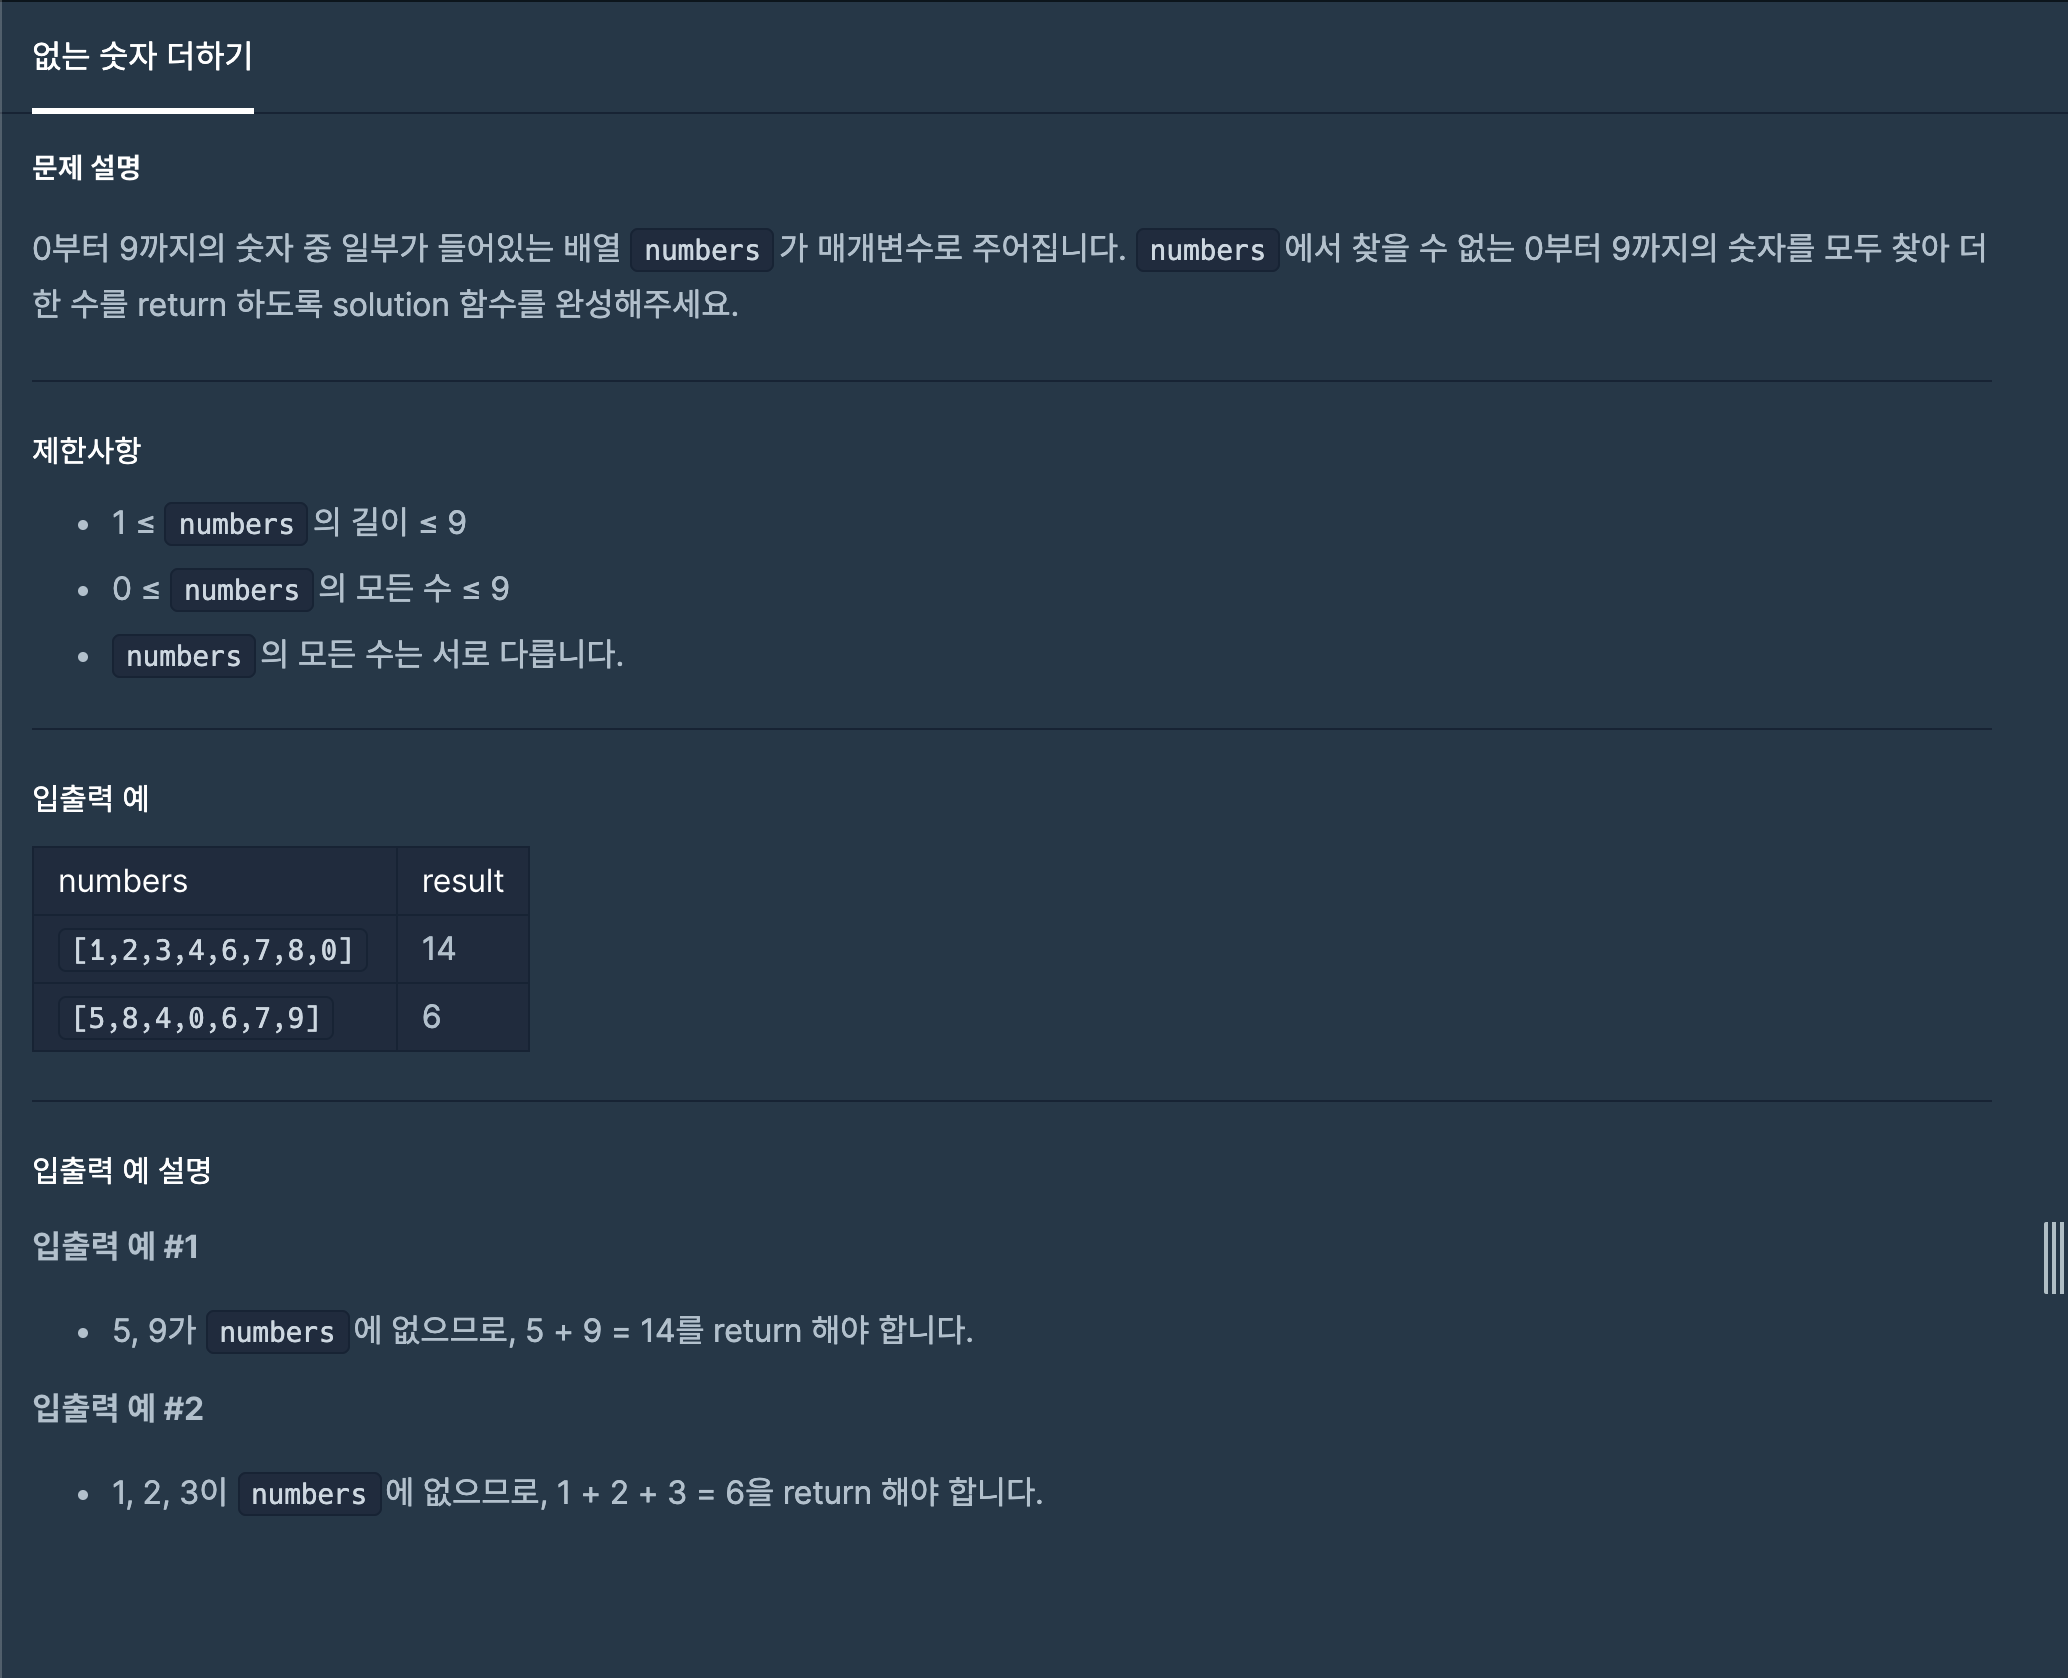 없는 숫자 더하기
문제 설명
0부터 9까지의 숫자 중 일부가 들어있는 배열 numbers 가 매개변수로 주어집니다. numbers 에서 찾을 수 없는 0부터 9까지의 숫자를 모두 찾아 더
한 수를 return 하도록 solution 함수를 완성해주세요.
제한사항
• 1 ≤ numbers 의 길이 ≤ 9
• 0 ≤ numbers 의 모든 수 ≤ 9
• numbers 의 모든 수는 서로 다릅니다.
입출력 예
numbers result
[1,2,3,4,6,7,8,0] 14
[5,8,4,0,6,7,9] 6
입출력 예 설명
입출력 예 #1
• 5, 9가 numbers 에 없으므로, 5 + 9 = 14를 return 해야 합니다.
입출력 예 #2
• 1, 2, 3이 numbers 에 없으므로, 1 + 2 + 3 = 6을 return 해야 합니다.